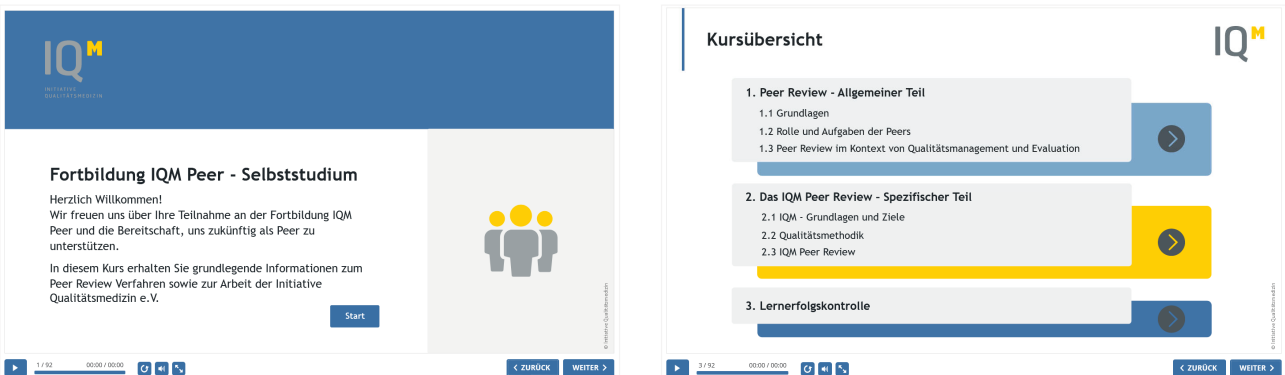 IQM
INITIATIVE
QUALITÄTSMEDIZIN
Fortbildung IQM Peer - Selbststudium
Herzlich Willkommen!
Wir freuen uns über Ihre Teilnahme an der Fortbildung IQM
Peer und die Bereitschaft, uns zukünftig als Peer zu
unterstützen.
In diesem Kurs erhalten Sie grundlegende Informationen zum
Peer Review Verfahren sowie zur Arbeit der Initiative
Qualitätsmedizin e.V.
Start
© Initiative Qualitätsmedizin
1 / 92
00:00 / 00:00
< ZURÜCK
WEITER >
Kursübersicht
IQM
1. Peer Review - Allgemeiner Teil
1.1 Grundlagen
1.2 Rolle und Aufgaben der Peers
1.3 Peer Review im Kontext von Qualitätsmanagement und Evaluation
2. Das IQM Peer Review - Spezifischer Teil
2.1 IQM - Grundlagen und Ziele
2.2 Qualitätsmethodik
2.3 IQM Peer Review
3. Lernerfolgskontrolle
© Initiative Qualitätsmedizin
3 / 92
00:00 / 00:00
< ZURÜCK
WEITER >